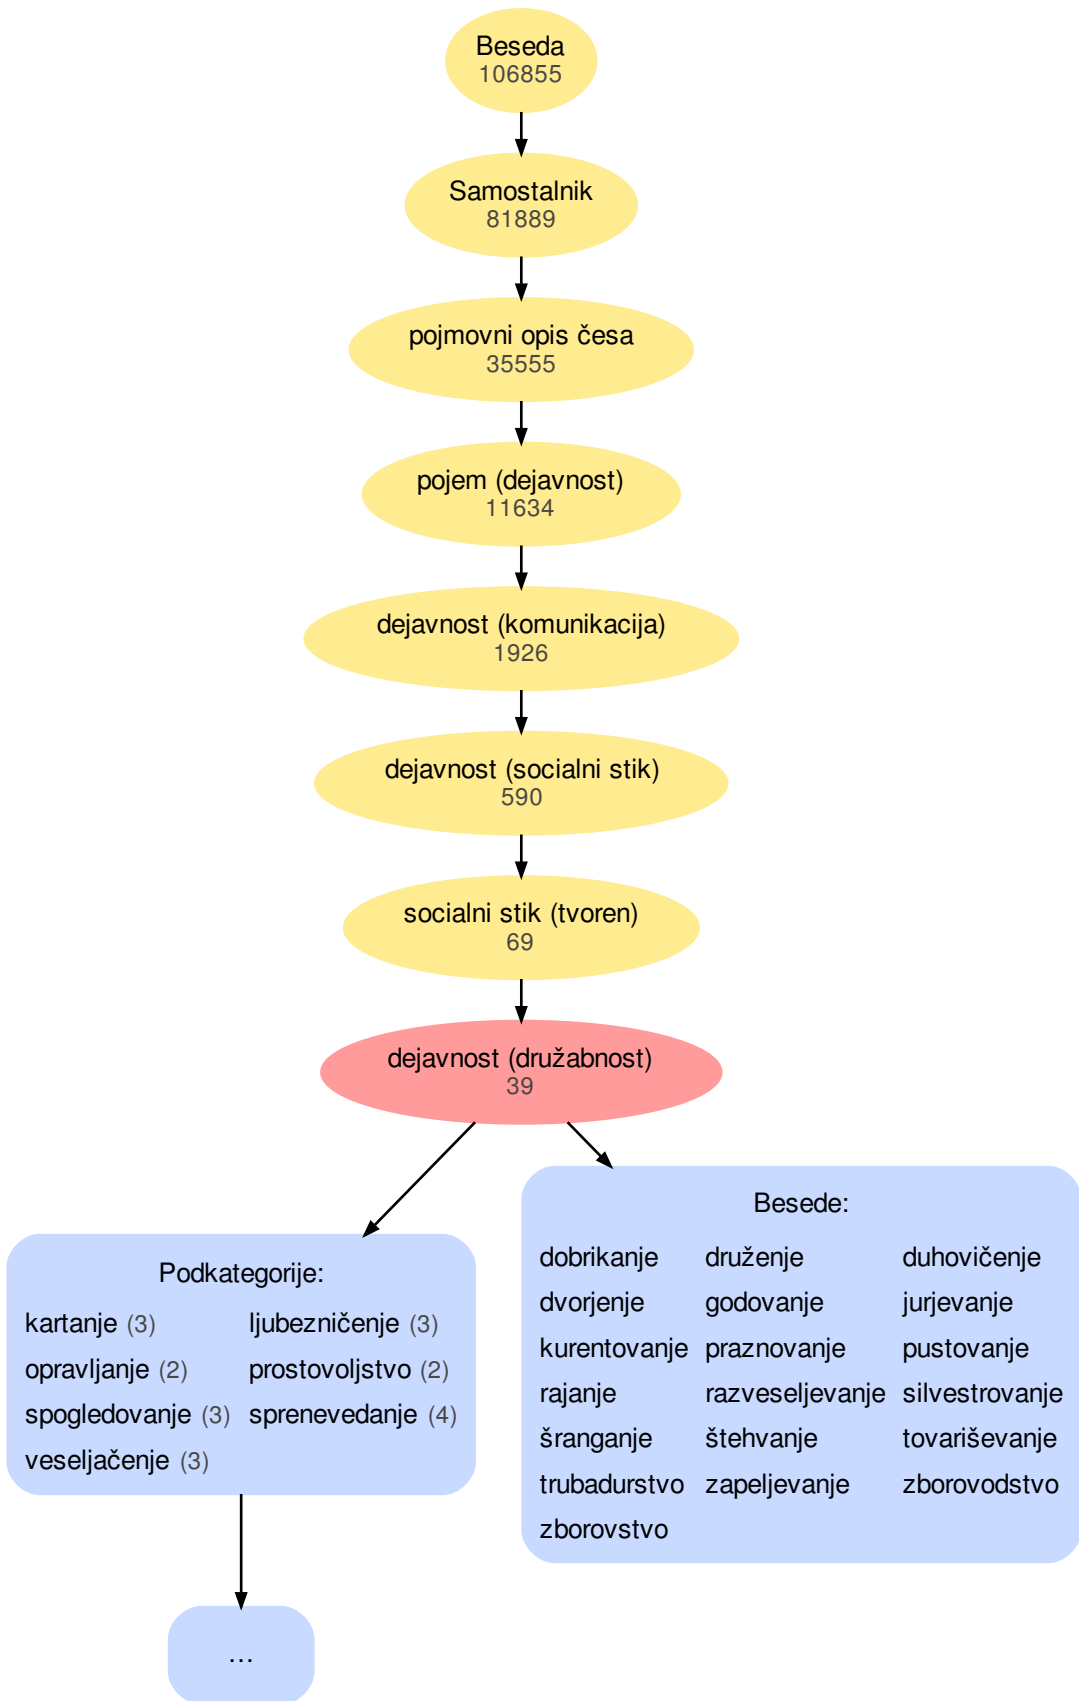 Beseda
106855
Samostalnik
81889
pojmovni opis česa
35555
pojem (dejavnost)
11634
dejavnost (komunikacija)
1926
dejavnost (socialni stik)
590
socialni stik (tvoren)
69
dejavnost (družabnost)
39
Podkategorije:
kartanje (3) ljubezničenje (3)
opravljanje (2) prostovoljstvo (2)
spogledovanje (3) sprenevedanje (4)
veseljačenje (3)
...
Besede:
dobrikanje druženje duhovičenje
dvorjenje godovanje jurjevanje
kurentovanje praznovanje pustovanje
rajanje razveseljevanje silvestrovanje
šranganje štehvanje tovariševanje
trubadurstvo zapeljevanje zborovodstvo
zborovstvo